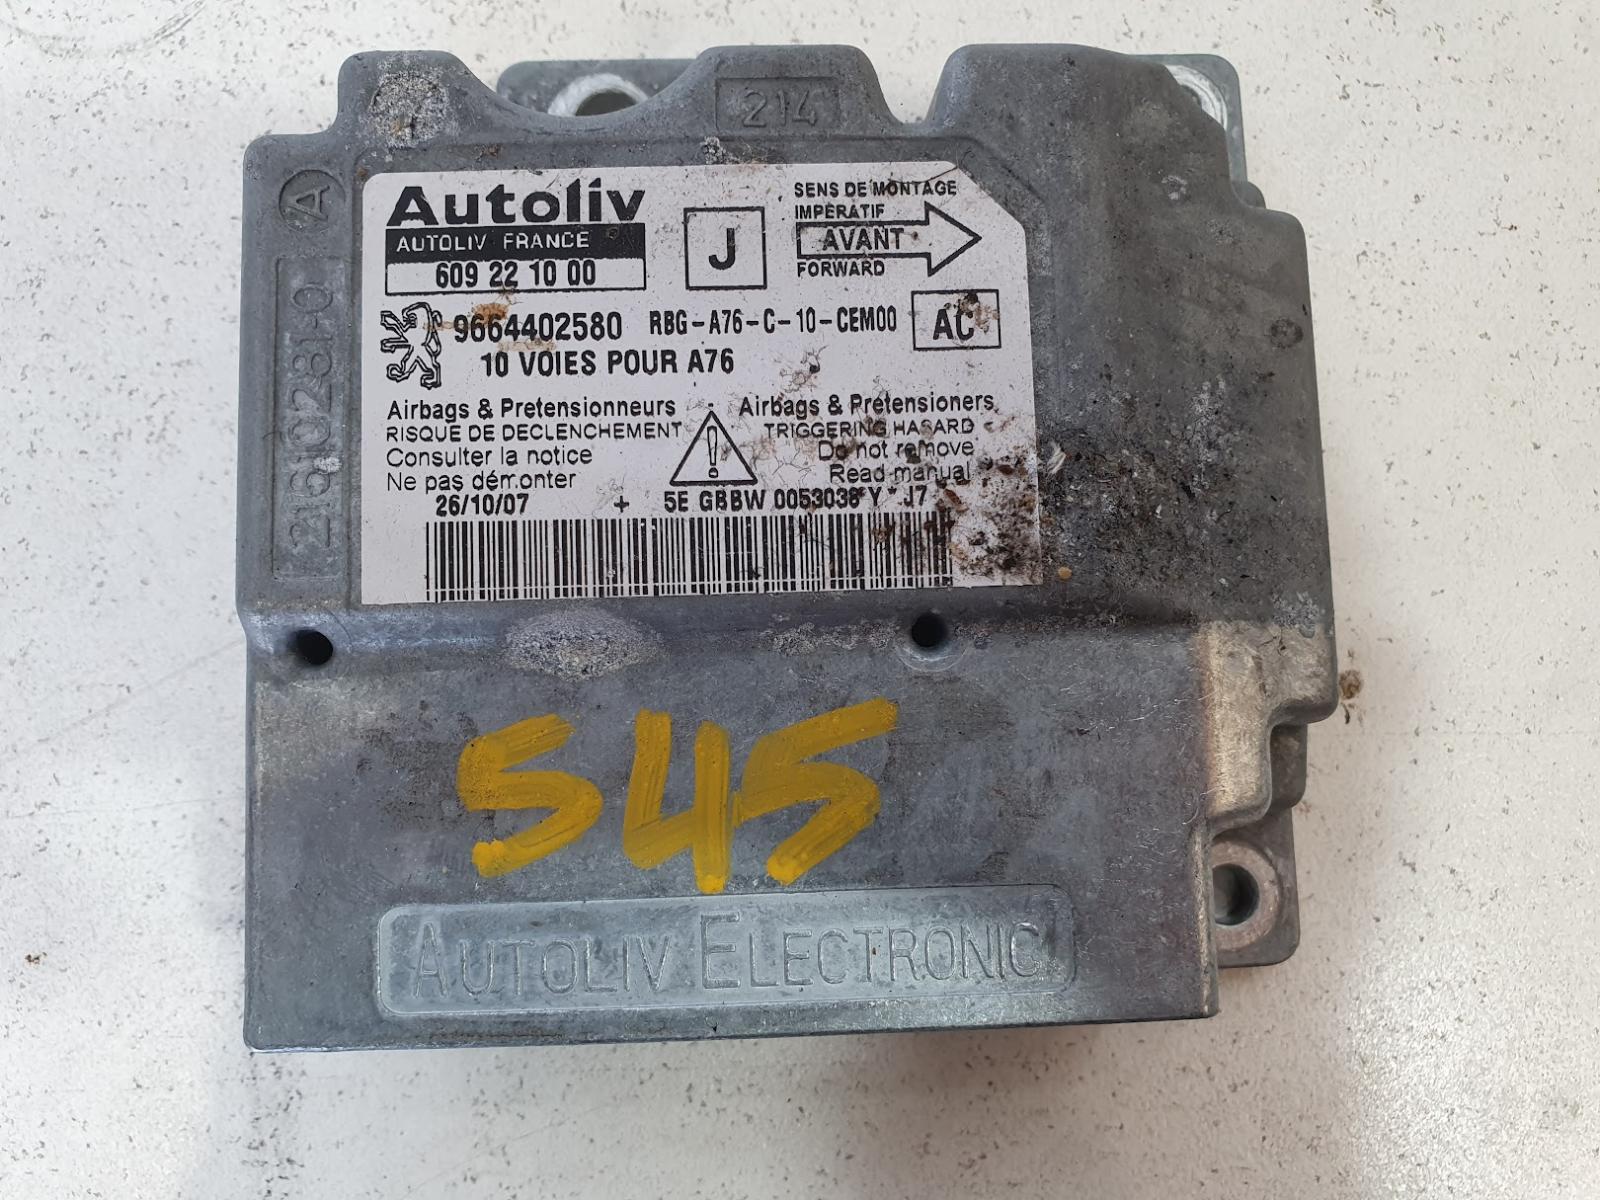 214
A
2161028110
Autoliv
AUTOLIV FRANCE
609 22 10 00
J
SENS DE MONTAGE
IMPERATIF
AVANT
FORWARD
9664402580 RBG-A76-C-10-CEM00 AC
10 VOIES POUR A76
Airbags & Pretensionneurs
RISQUE DE DECLENCHEMENT
Consulter la notice
Ne pas démonter
Airbags & Pretensioners
TRIGGERING HASARD
Do not remove
Read manual
26/10/07 + 5E GBBW 0053038 Y * J7
545
AUTOLIV ELECTRONIC